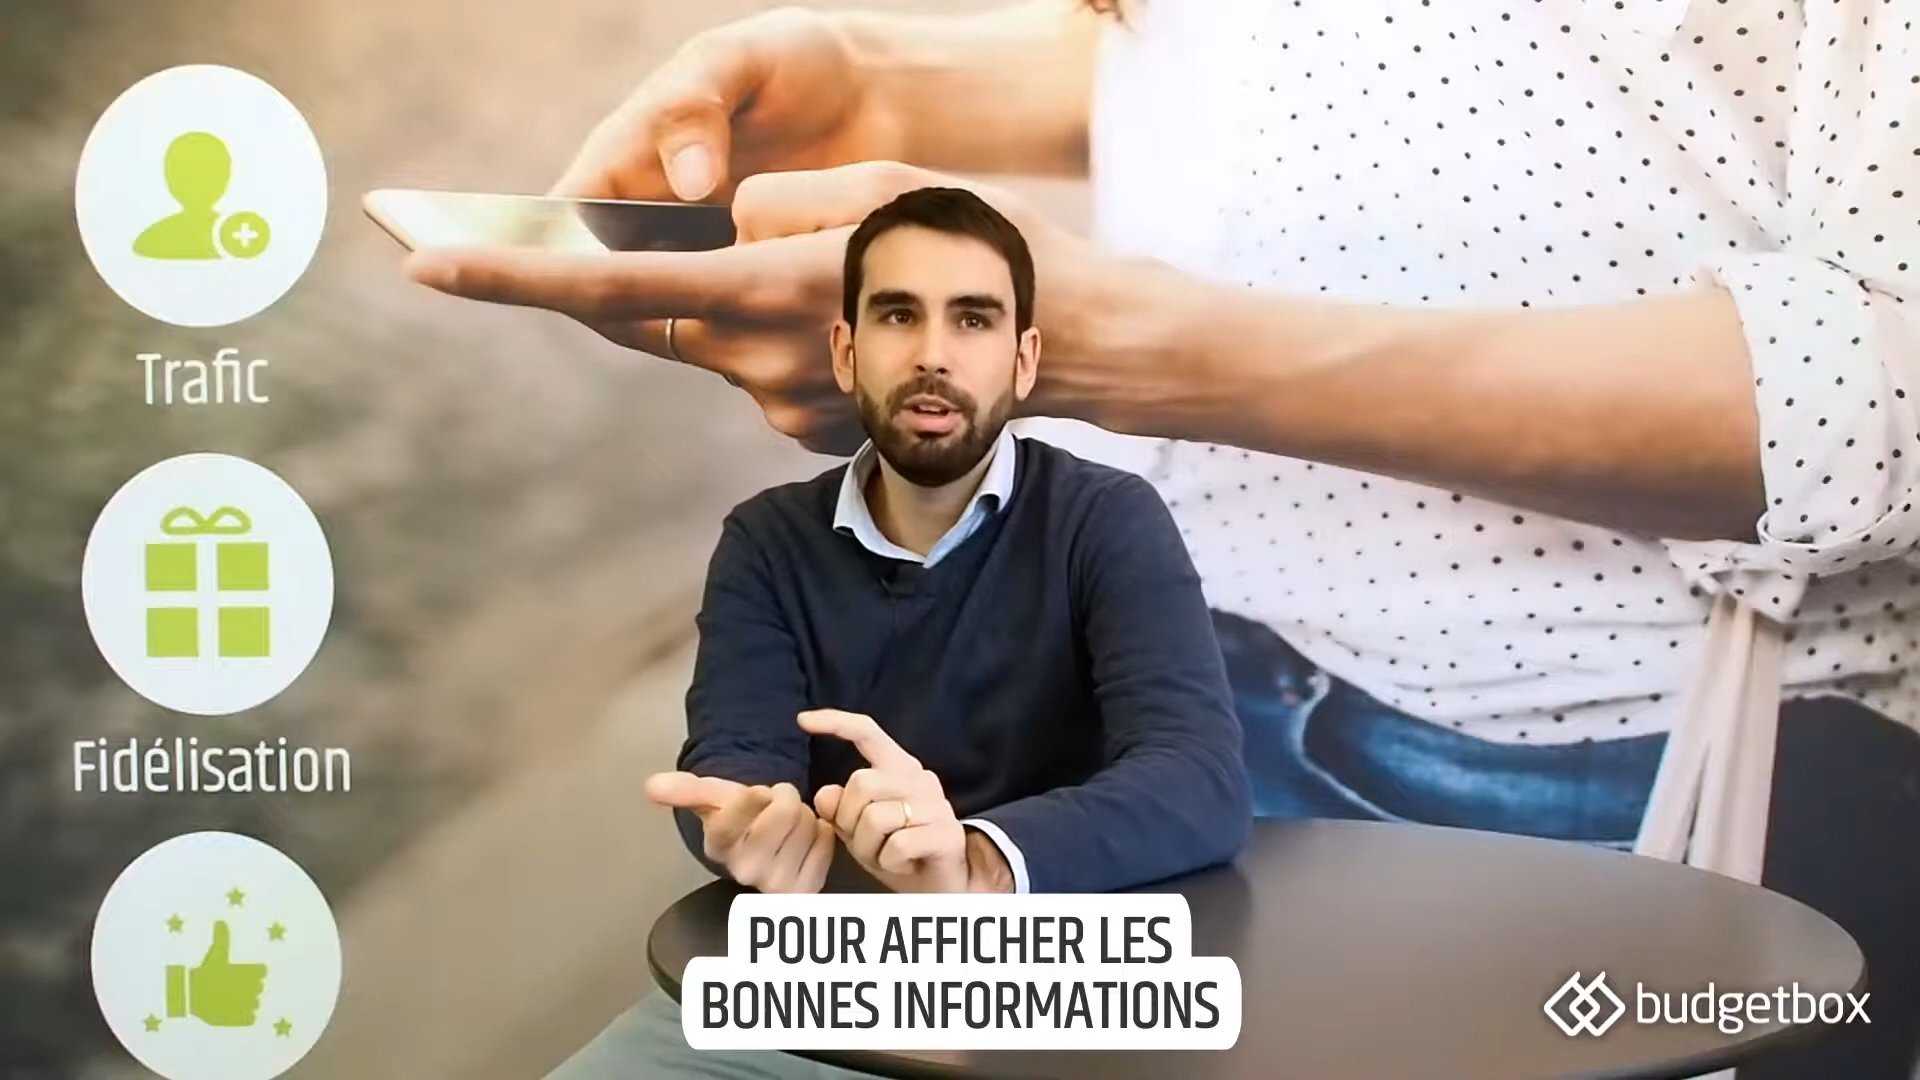 Trafic
Fidélisation
POUR AFFICHER LES
BONNES INFORMATIONS
budgetbox